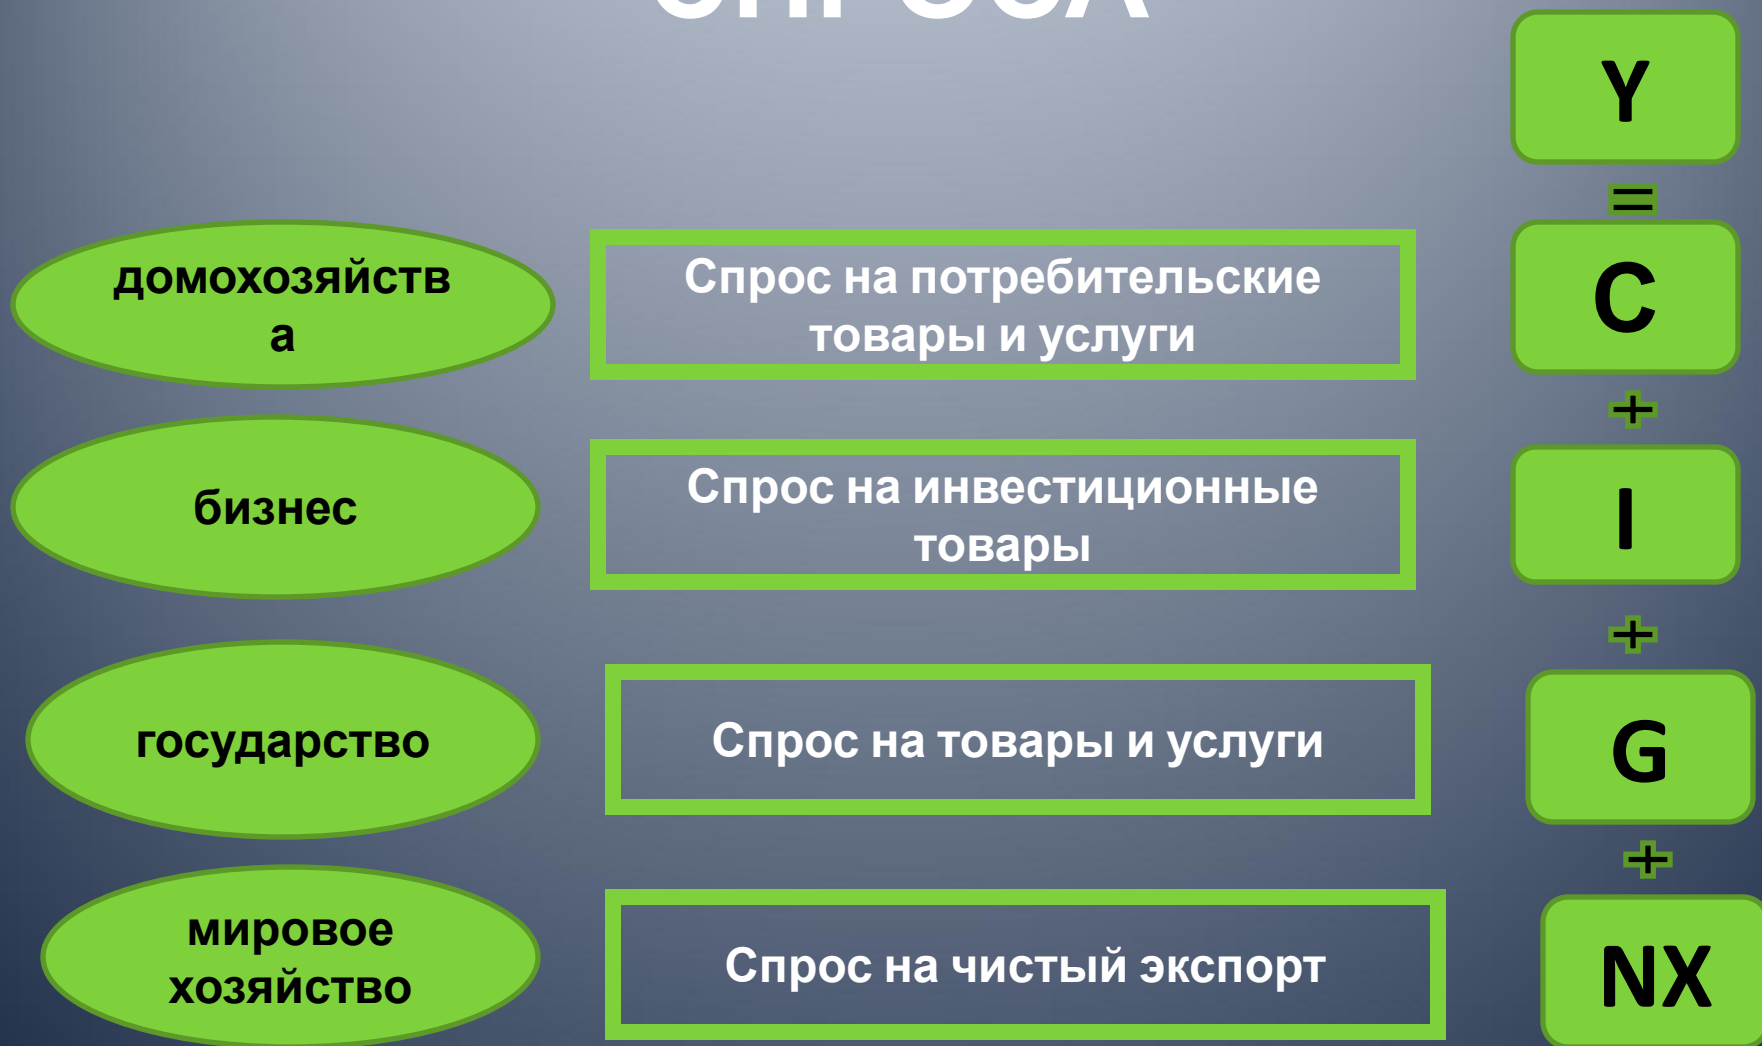 СПРОСА
Y
=
домохозяйств
а
Спрос на потребительские
товары и услуги
C
+
бизнес
Спрос на инвестиционные
товары
I
+
государство
Спрос на товары и услуги
G
+
мировое
хозяйство
Спрос на чистый экспорт
NX